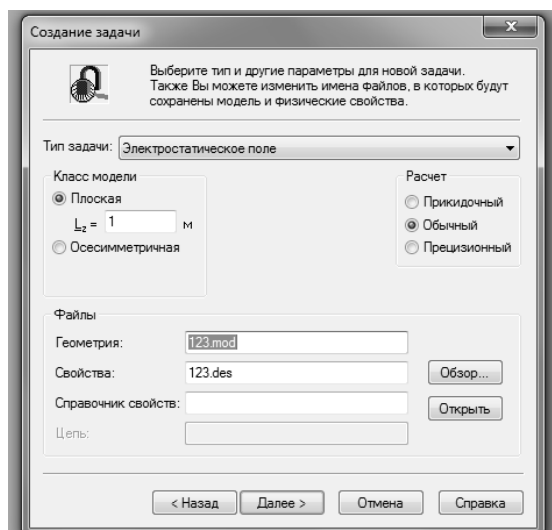 Создание задачи
Выберите тип и другие параметры для новой задачи.
Также Вы можете изменить имена файлов, в которых будут
сохранены модель и физические свойства.
Тип задачи: Электростатическое поле
Класс модели
Плоская
Lz = 1 м
Осесимметричная
Расчет
Прикидочный
Обычный
Прецизионный
Файлы
Геометрия: 123.mod
Свойства: 123.des Обзор...
Справочник свойств: Открыть
Цепь:
< Назад Далее > Отмена Справка